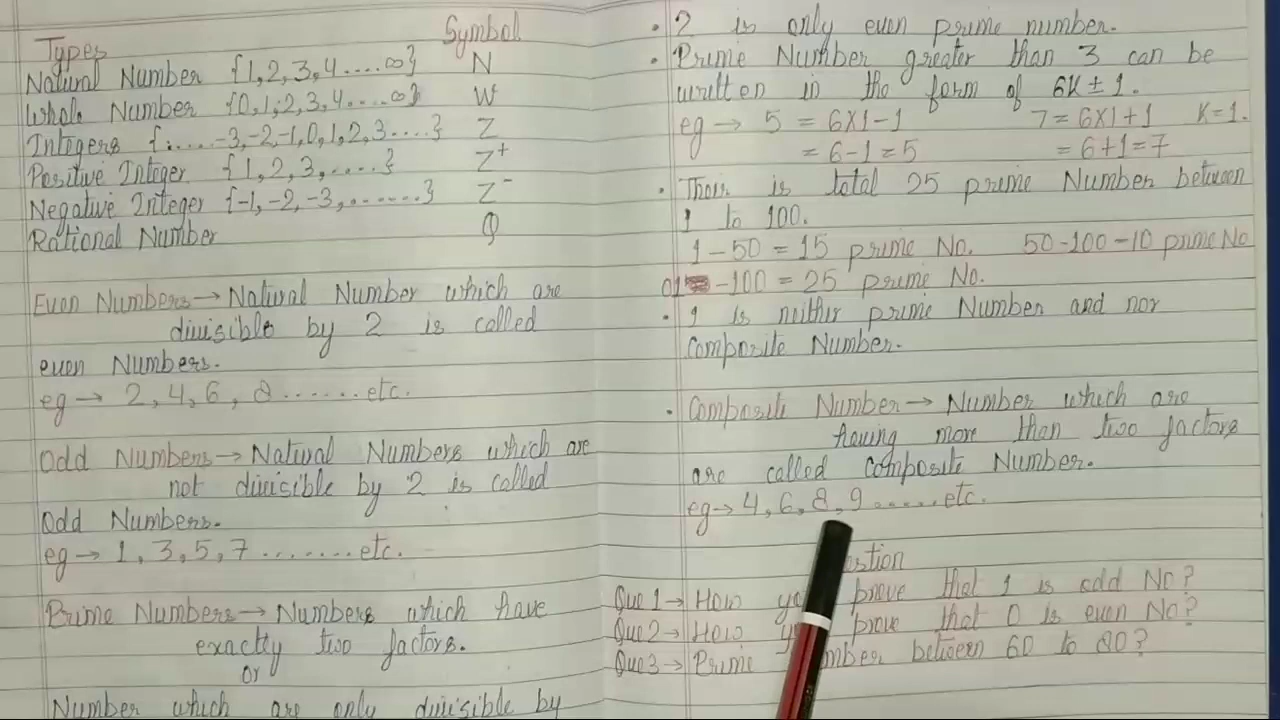 Types Symbol
Natural Number {1,2,3,4....∞} N
Whole Number {0,1,2,3,4....∞} W
Integers {.....-3,-2,-1,0,1,2,3....} Z
Positive Integer {1,2,3,.....} Z+
Negative Integer {-1,-2,-3,.......} Z-
Rational Number Q
Even Numbers → Natural Number which are
divisible by 2 is called
even Numbers.
eg → 2, 4, 6, 8.......etc.
Odd Numbers → Natural Numbers which are
not divisible by 2 is called
Odd Numbers.
eg → 1, 3, 5, 7........etc.
Prime Numbers → Numbers which have
exactly two factors.
or
Number which are only divisible by
• 2 is only even prime number.
• Prime Number greater than 3 can be
written in the form of 6K ± 1.
eg → 5 = 6X1-1 7 = 6X1+1 K=1.
= 6-1=5 = 6+1=7
• Their is total 25 prime Number between
1 to 100.
1-50 = 15 prime No. 50-100-10 prime No
01 -100 = 25 prime No.
• 1 is neither prime Number and nor
Composite Number.
• Composite Number → Number which are
having more than two factors
are called composite Number.
eg → 4, 6, 8, 9......etc.
stion
Que 1 → How yo prove that 1 is odd No?
Que 2 → How y prove that 0 is even No?
Que 3 → Prime mber between 60 to 80?